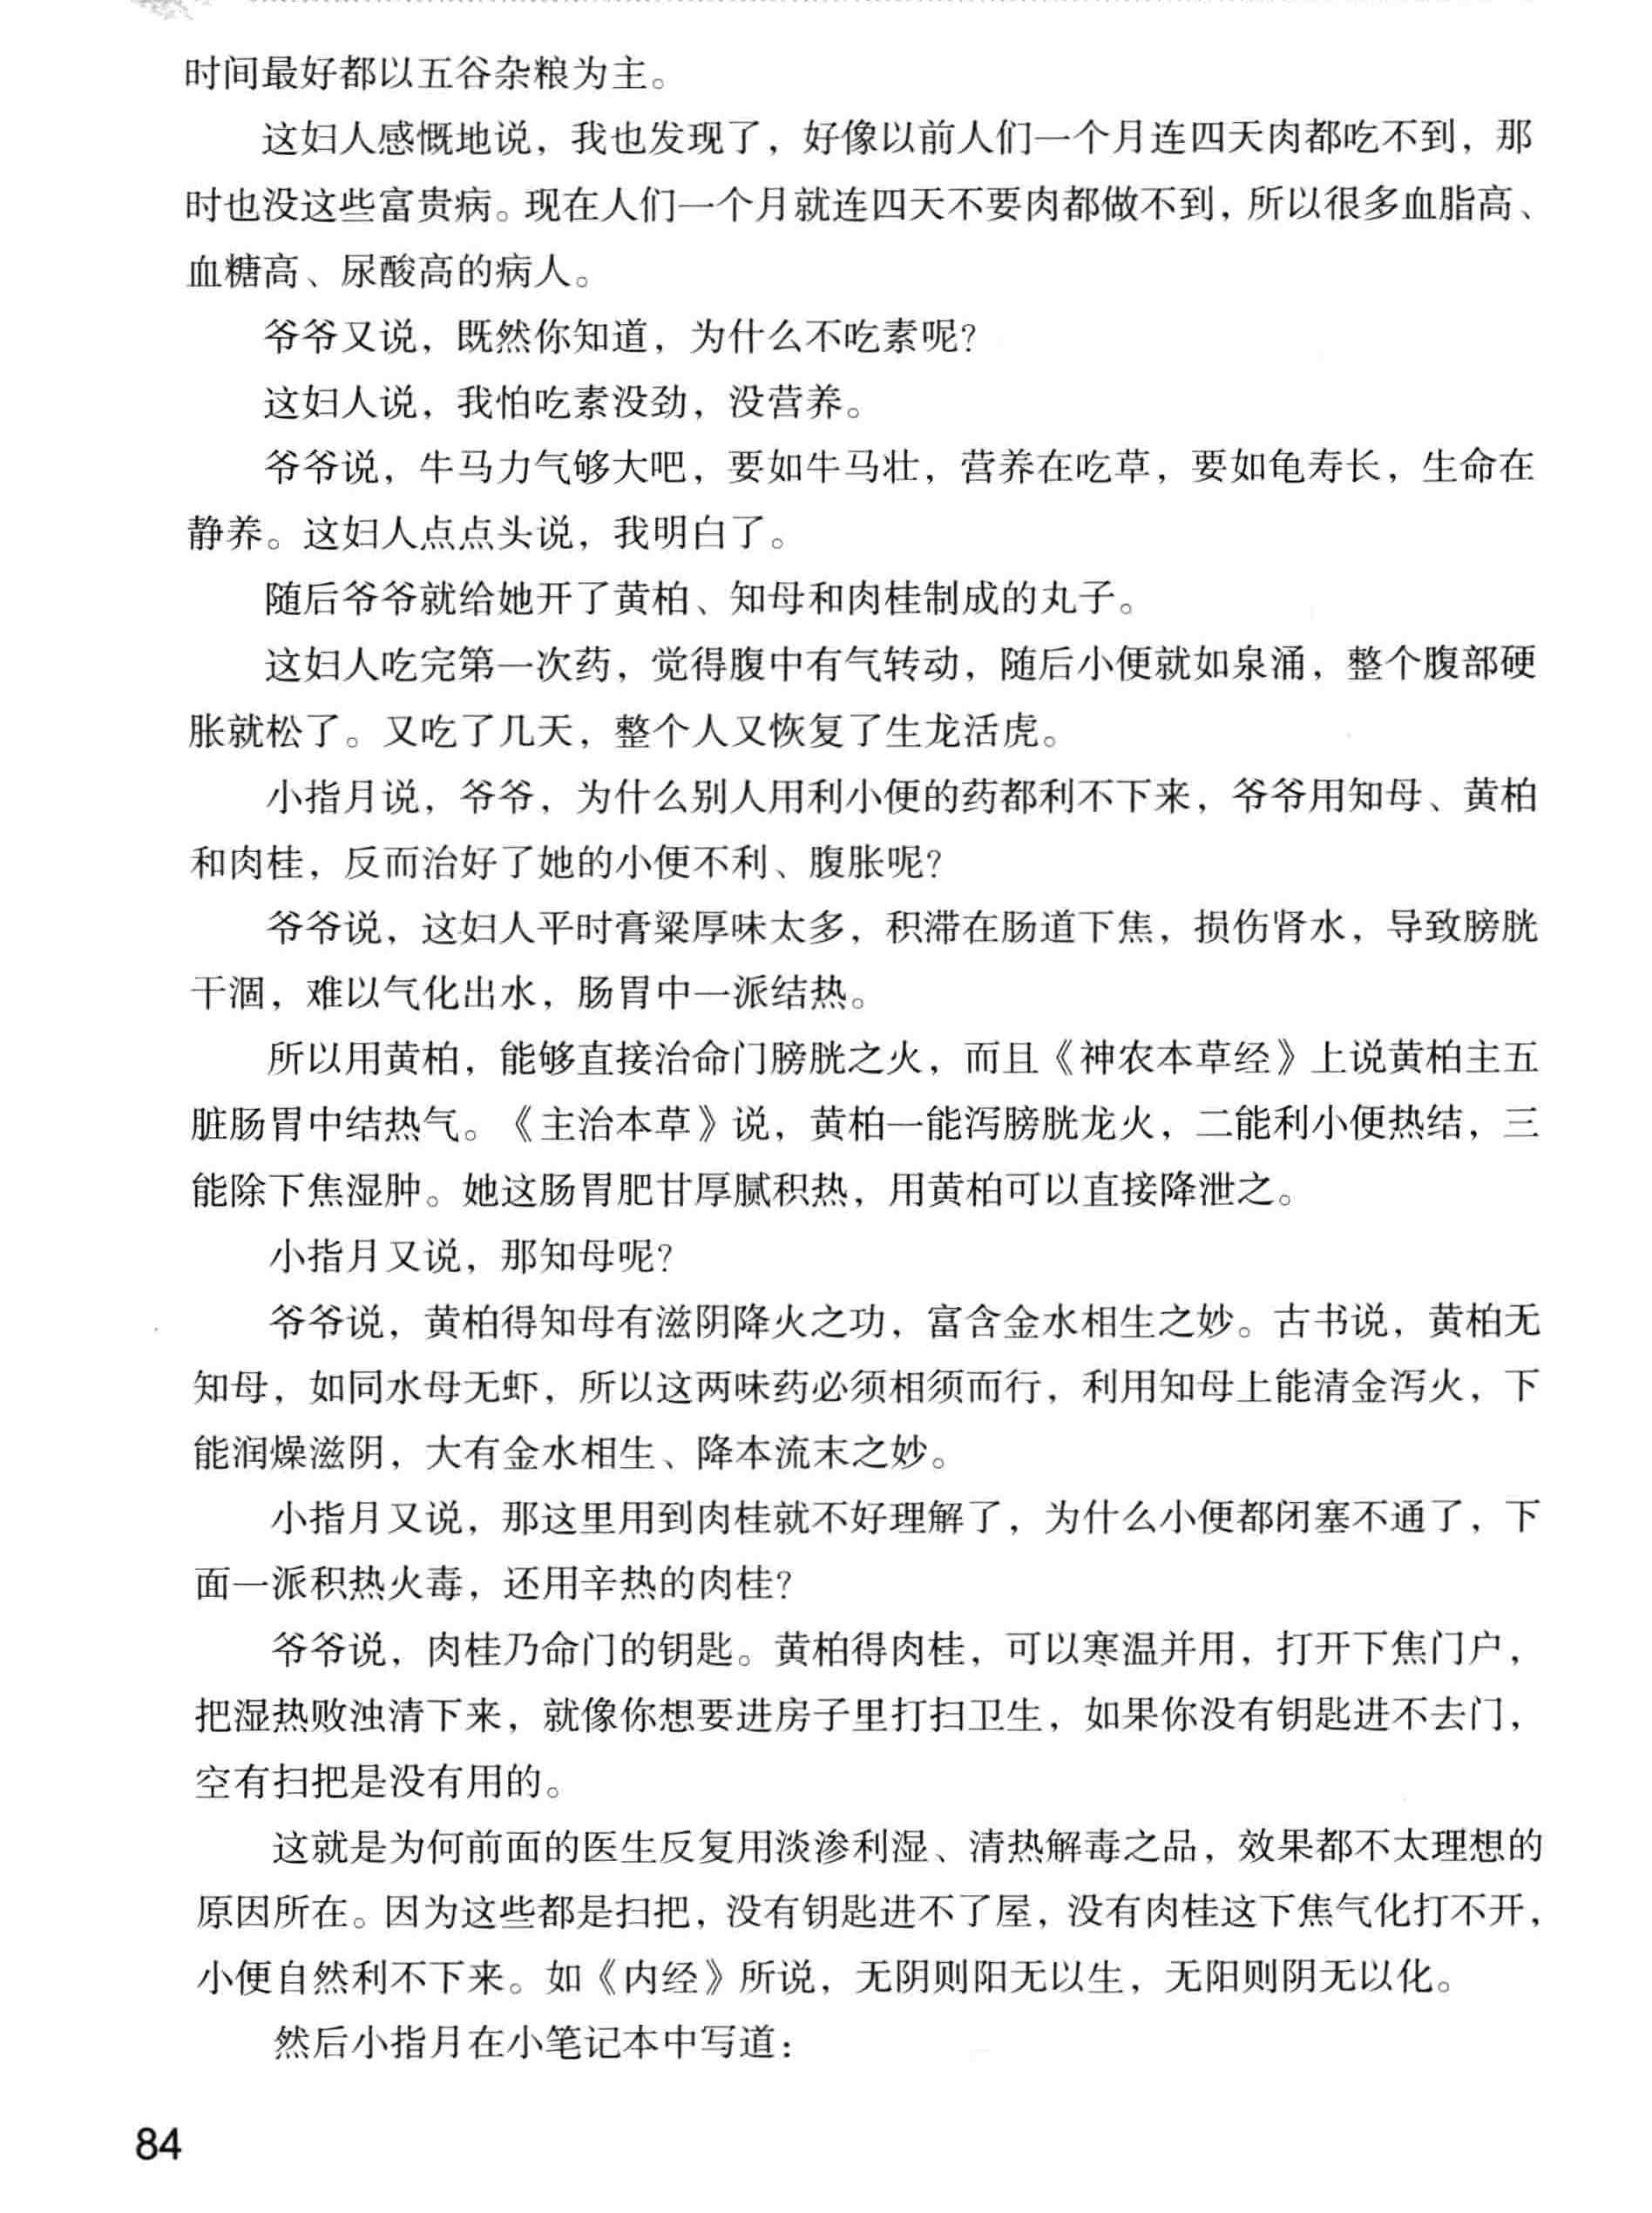 时间最好都以五谷杂粮为主。
这妇人感慨地说，我也发现了，好像以前人们一个月连四天肉都吃不到，那
时也没这些富贵病。现在人们一个月就连四天不要肉都做不到，所以很多血脂高、
血糖高、尿酸高的病人。
爷爷又说，既然你知道，为什么不吃素呢？
这妇人说，我怕吃素没劲，没营养。
爷爷说，牛马力气够大吧，要如牛马壮，营养在吃草，要如龟寿长，生命在
静养。这妇人点点头说，我明白了。
随后爷爷就给她开了黄柏、知母和肉桂制成的丸子。
这妇人吃完第一次药，觉得腹中有气转动，随后小便就如泉涌，整个腹部硬
胀就松了。又吃了几天，整个人又恢复了生龙活虎。
小指月说，爷爷，为什么别人用利小便的药都利不下来，爷爷用知母、黄柏
和肉桂，反而治好了她的小便不利、腹胀呢？
爷爷说，这妇人平时膏粱厚味太多，积滞在肠道下焦，损伤肾水，导致膀胱
干涸，难以气化出水，肠胃中一派结热。
所以用黄柏，能够直接治命门膀胱之火，而且《神农本草经》上说黄柏主五
脏肠胃中结热气。《主治本草》说，黄柏一能泻膀胱龙火，二能利小便热结，三
能除下焦湿肿。她这肠胃肥甘厚腻积热，用黄柏可以直接降泄之。
小指月又说，那知母呢？
爷爷说，黄柏得知母有滋阴降火之功，富含金水相生之妙。古书说，黄柏无
知母，如同水母无虾，所以这两味药必须相须而行，利用知母上能清金泻火，下
能润燥滋阴，大有金水相生、降本流末之妙。
小指月又说，那这里用到肉桂就不好理解了，为什么小便都闭塞不通了，下
面一派积热火毒，还用辛热的肉桂？
爷爷说，肉桂乃命门的钥匙。黄柏得肉桂，可以寒温并用，打开下焦门户，
把湿热败浊清下来，就像你想要进房子里打扫卫生，如果你没有钥匙进不去门，
空有扫把是没有用的。
这就是为何前面的医生反复用淡渗利湿、清热解毒之品，效果都不太理想的
原因所在。因为这些都是扫把，没有钥匙进不了屋，没有肉桂这下焦气化打不开，
小便自然利不下来。如《内经》所说，无阴则阳无以生，无阳则阴无以化。
然后小指月在小笔记本中写道：
84